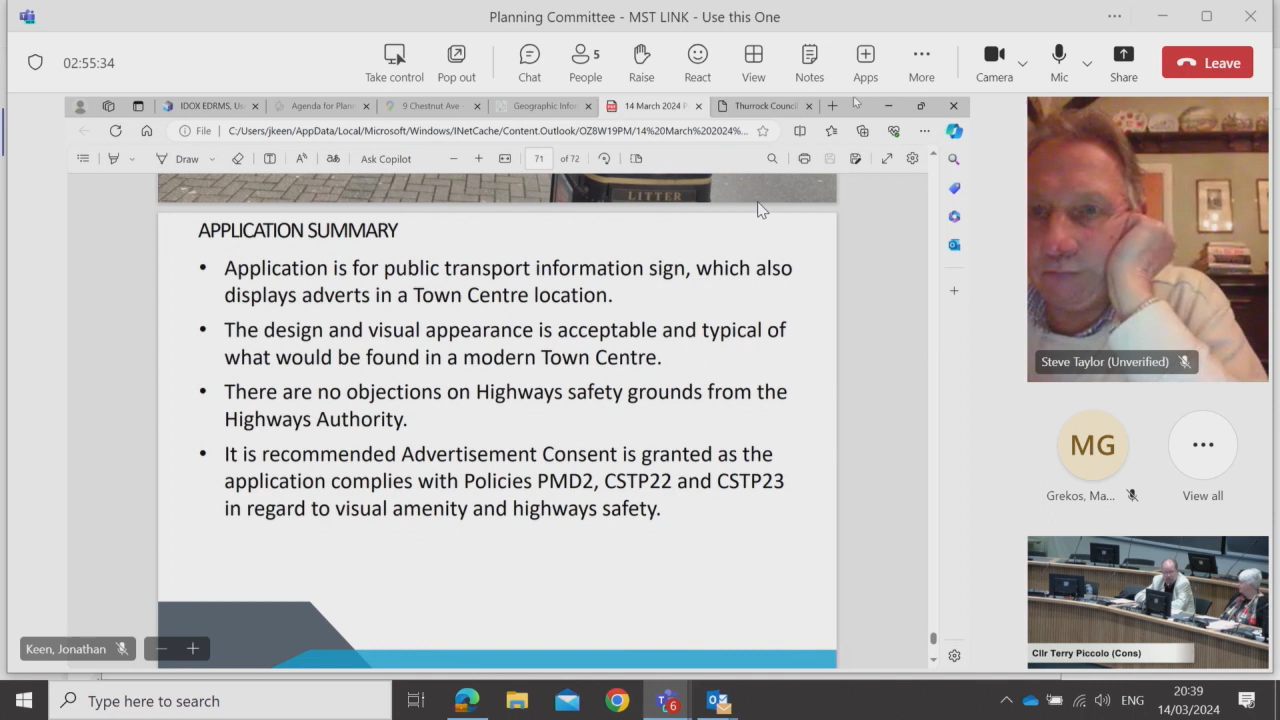 Planning Committee - MST LINK - Use this One
02:55:34
Take control
Pop out
Chat
5
People
Raise
React
View
Notes
Apps
More
Camera
Mic
Share
Leave
IDOX EDRMS, Us
Agenda for Plan
9 Chestnut Ave -
Geographic Infor
14 March 2024 P
Thurrock Council
File
C:/Users/jkeen/AppData/Local/Microsoft/Windows/INetCache/Content.Outlook/OZ8W19PM/14%20March%202024%...
Draw
Ask Copilot
71
of 72
LITTER
APPLICATION SUMMARY
• Application is for public transport information sign, which also
displays adverts in a Town Centre location.
• The design and visual appearance is acceptable and typical of
what would be found in a modern Town Centre.
• There are no objections on Highways safety grounds from the
Highways Authority.
• It is recommended Advertisement Consent is granted as the
application complies with Policies PMD2, CSTP22 and CSTP23
in regard to visual amenity and highways safety.
Keen, Jonathan
Steve Taylor (Unverified)
MG
Grekos, Ma...
View all
Cllr Terry Piccolo (Cons)
Type here to search
6
ENG
20:39
14/03/2024